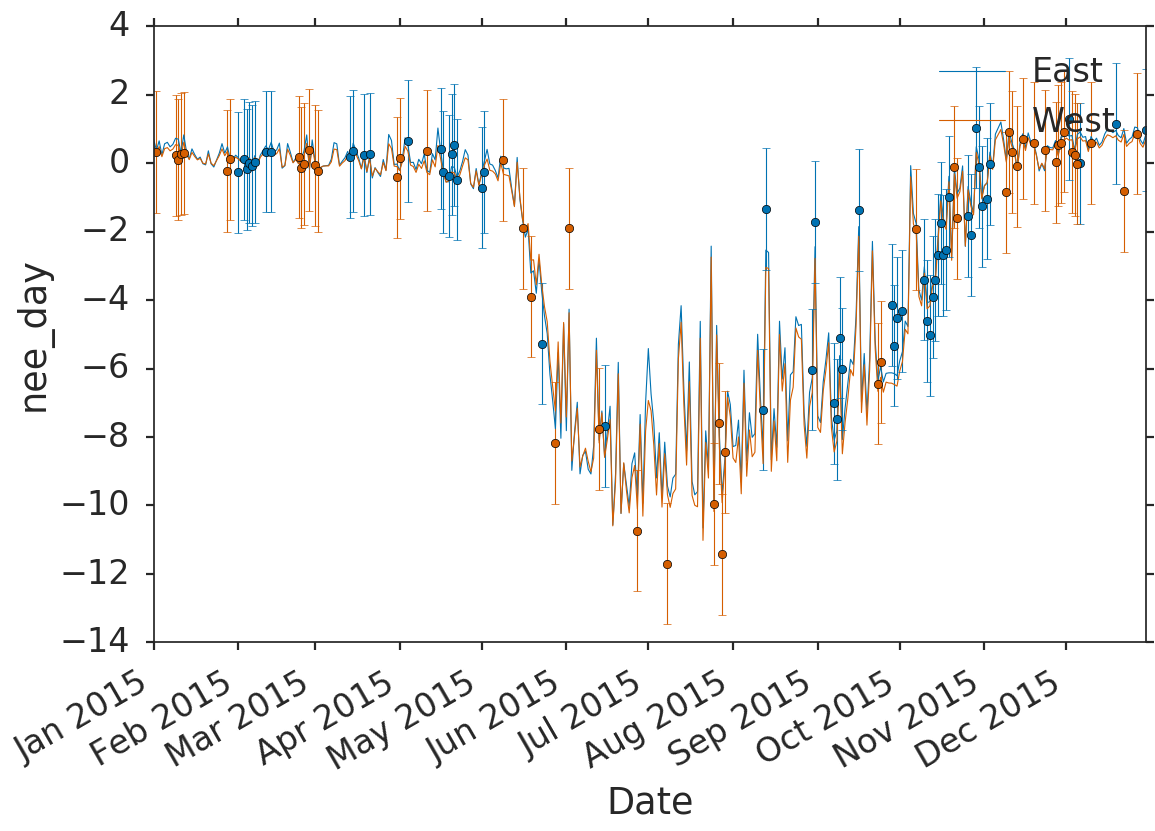 4
2
0
−2
−4
−6
−8
−10
−12
−14
nee_day
East
West
Jan 2015
Feb 2015
Mar 2015
Apr 2015
May 2015
Jun 2015
Jul 2015
Aug 2015
Sep 2015
Oct 2015
Nov 2015
Dec 2015
Date